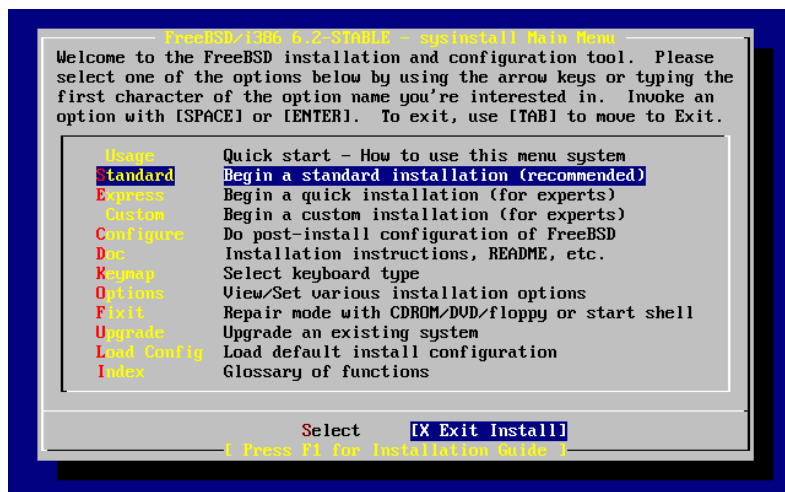 FreeBSD/i386 6.2-STABLE - sysinstall Main Menu
Welcome to the FreeBSD installation and configuration tool. Please
select one of the options below by using the arrow keys or typing the
first character of the option name you're interested in. Invoke an
option with [SPACE] or [ENTER]. To exit, use [TAB] to move to Exit.
Usage Quick start - How to use this menu system
Standard Begin a standard installation (recommended)
Express Begin a quick installation (for experts)
Custom Begin a custom installation (for experts)
Configure Do post-install configuration of FreeBSD
Doc Installation instructions, README, etc.
Keymap Select keyboard type
Options View/Set various installation options
Fixit Repair mode with CDROM/DVD/floppy or start shell
Upgrade Upgrade an existing system
Load Config Load default install configuration
Index Glossary of functions
Select [X Exit Install]
[ Press F1 for Installation Guide ]